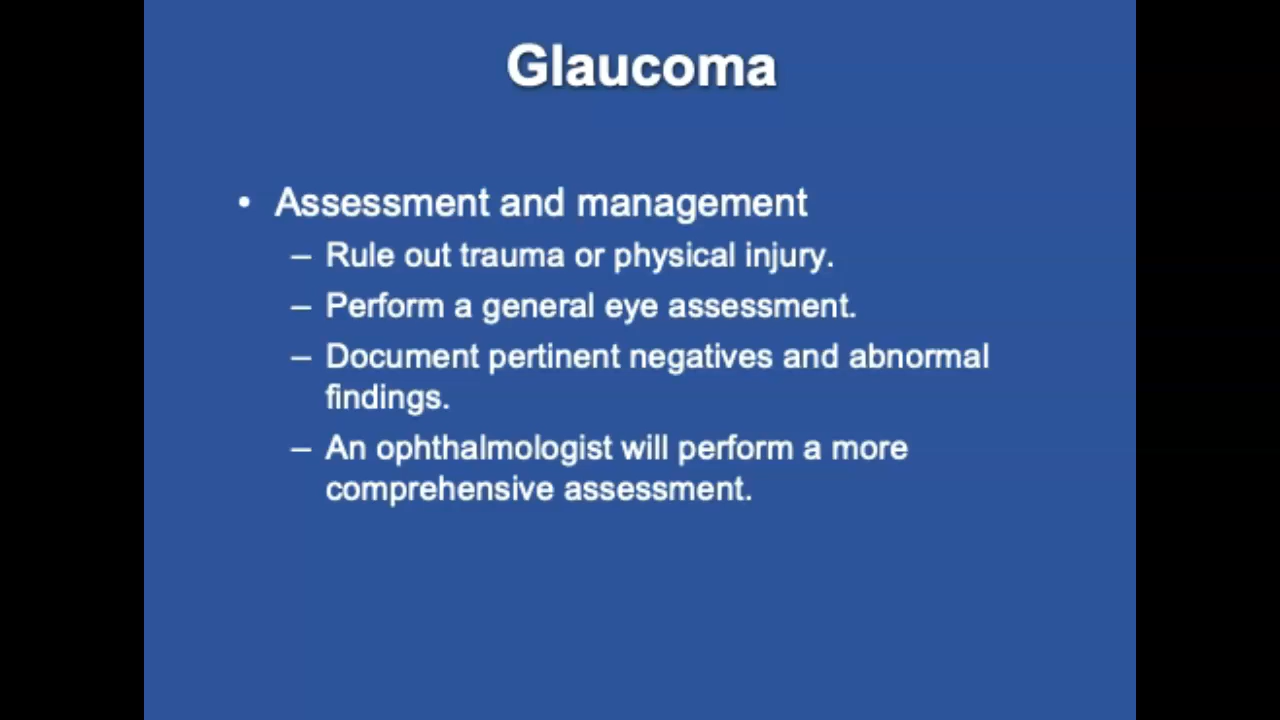 Glaucoma
• Assessment and management
– Rule out trauma or physical injury.
– Perform a general eye assessment.
– Document pertinent negatives and abnormal
findings.
– An ophthalmologist will perform a more
comprehensive assessment.